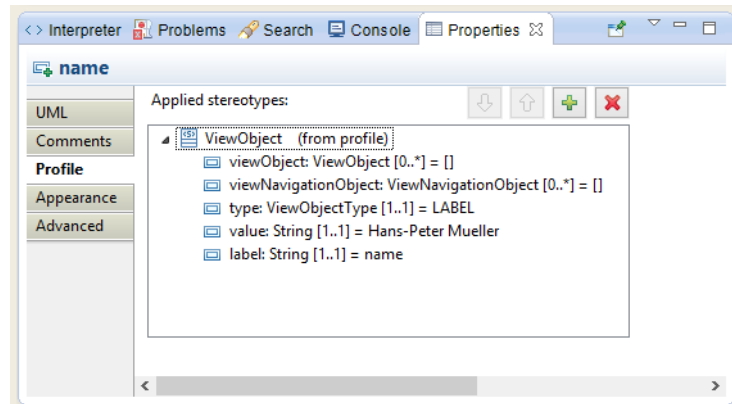 <> Interpreter Problems Search Console Properties
name
UML
Comments
Profile
Appearance
Advanced
Applied stereotypes:
ViewObject (from profile)
viewObject: ViewObject [0..*] = []
viewNavigationObject: ViewNavigationObject [0..*] = []
type: ViewObjectType [1..1] = LABEL
value: String [1..1] = Hans-Peter Mueller
label: String [1..1] = name